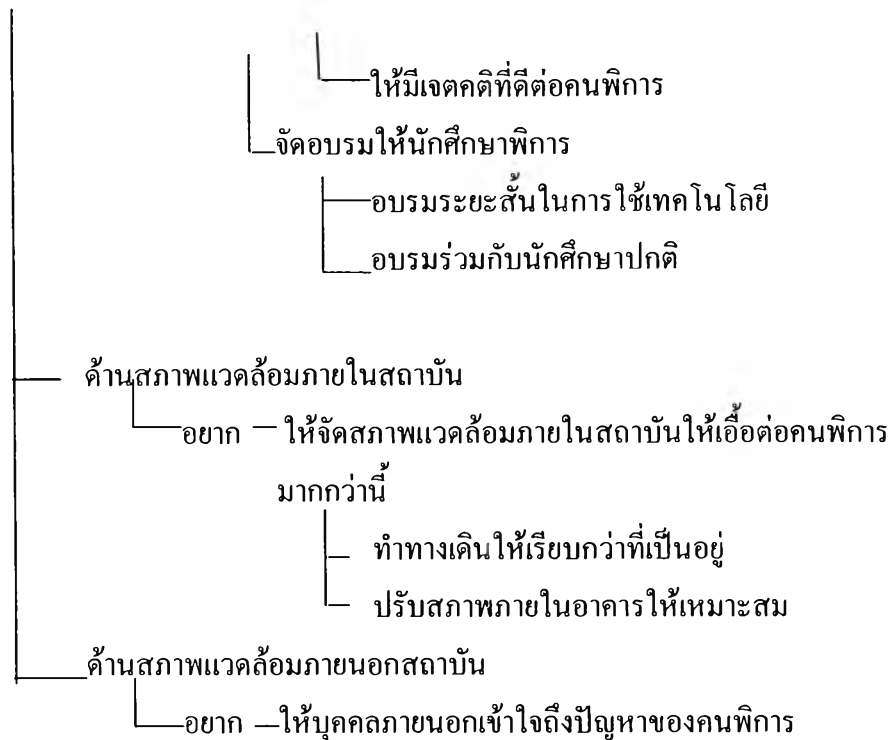 ให้มีเจตคติที่ดีต่อคนพิการ
จัดอบรมให้นักศึกษาพิการ
อบรมระยะสั้นในการใช้เทคโนโลยี
อบรมร่วมกับนักศึกษาปกติ
ด้านสภาพแวดล้อมภายในสถาบัน
อยาก – ให้จัดสภาพแวดล้อมภายในสถาบันให้เอื้อต่อคนพิการ
มากกว่านี้
ทำทางเดินให้เรียบกว่าที่เป็นอยู่
ปรับสภาพภายในอาคารให้เหมาะสม
ด้านสภาพแวดล้อมภายนอกสถาบัน
อยาก –ให้บุคคลภายนอกเข้าใจถึงปัญหาของคนพิการ